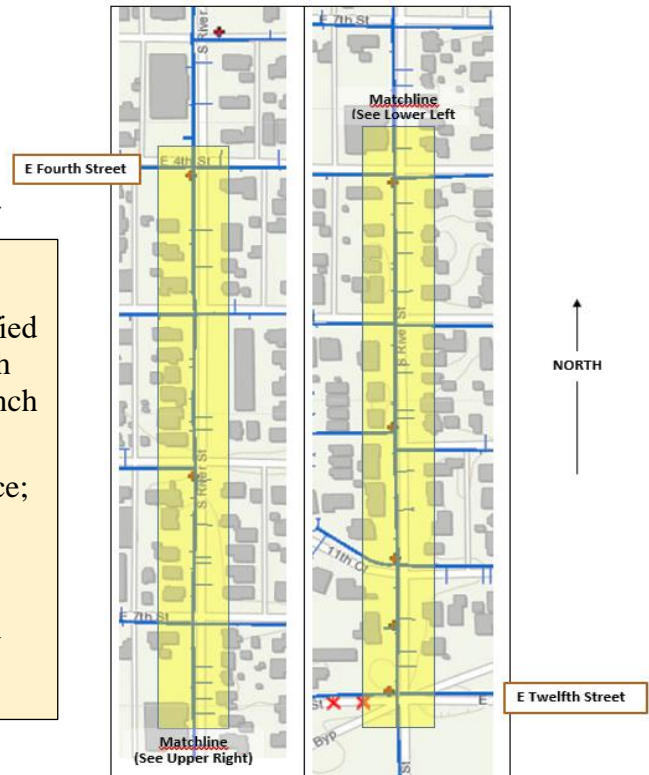 ied
n
nch
ce;
E Fourth Street
S River
E 4th St
S River St
E 7th St
Matchline
(See Upper Right)
E 7th St
Matchline
(See Lower Left
S River St
11th Ct
St
E
Byp
St
E Twelfth Street
NORTH